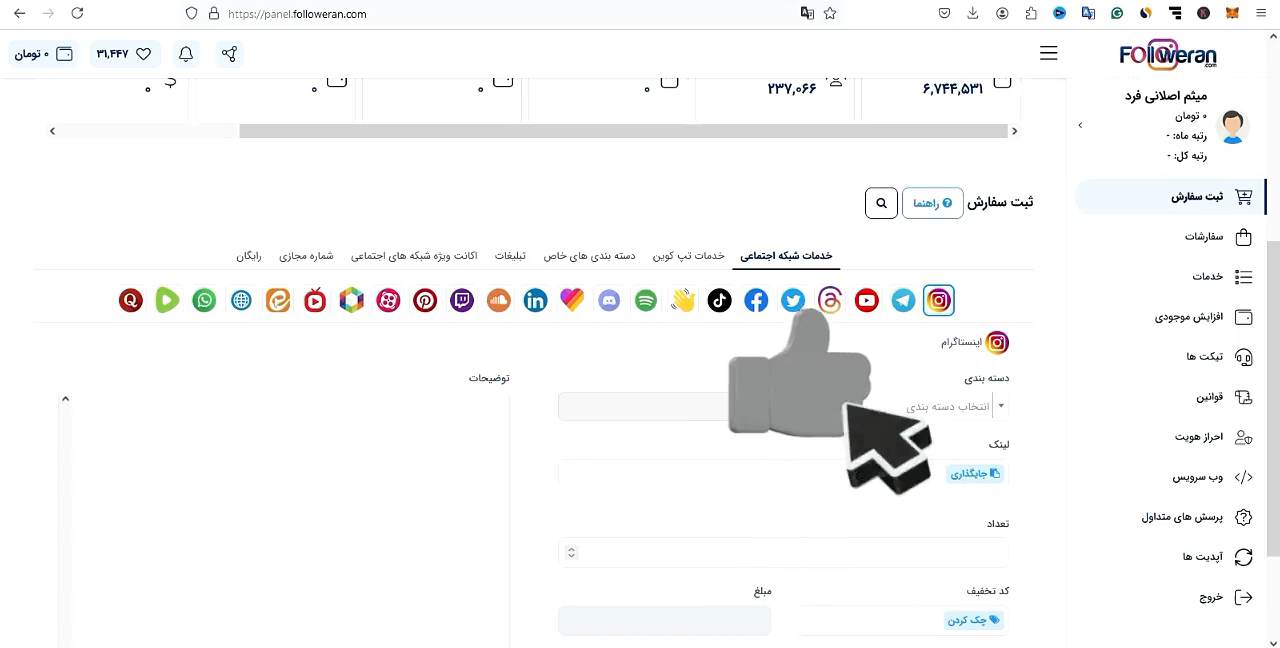 https://panel.followeran.com
Followeran.com
۳۱,۴۴۷
۰ تومان
میثم اصلانی فرد
۰ تومان
رتبه ماه: -
رتبه کل: -
ثبت سفارش
سفارشات
خدمات
افزایش موجودی
تیکت ها
قوانین
احراز هویت
وب سرویس
پرسش های متداول
آپدیت ها
خروج
۶,۷۴۴,۵۳۱
۲۳۷,۰۶۶
۰
۰
۰
۰
ثبت سفارش
راهنما
خدمات شبکه اجتماعی
خدمات تپ کوین
دسته بندی های خاص
تبلیغات
اکانت ویژه شبکه های اجتماعی
شماره مجازی
رایگان
اینستاگرام
دسته بندی
انتخاب دسته بندی
لینک
جایگذاری
تعداد
کد تخفیف
چک کردن
مبلغ
توضیحات